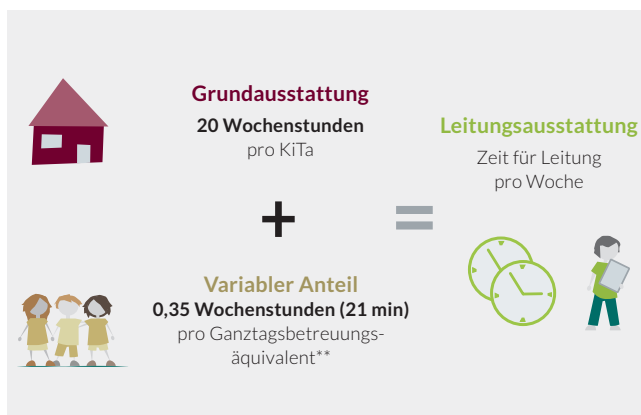 Grundausstattung
20 Wochenstunden
pro KiTa
+
=
Leitungsausstattung
Zeit für Leitung
pro Woche
Variabler Anteil
0,35 Wochenstunden (21 min)
pro Ganztagsbetreuungs-
äquivalent**